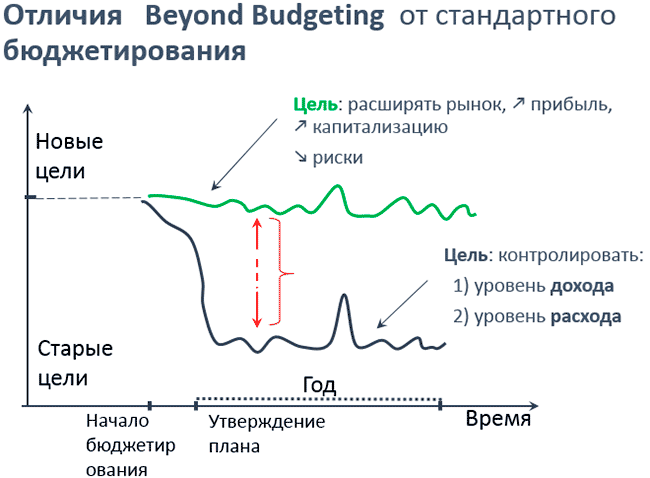 Отличия Beyond Budgeting от стандартного
бюджетирования
Цель: расширять рынок, ↗ прибыль,
↗ капитализацию
↘ риски
Новые
цели
Цель: контролировать:
1) уровень дохода
2) уровень расхода
Старые
цели
Год
Время
Начало
бюджетир
ования
Утверждение
плана